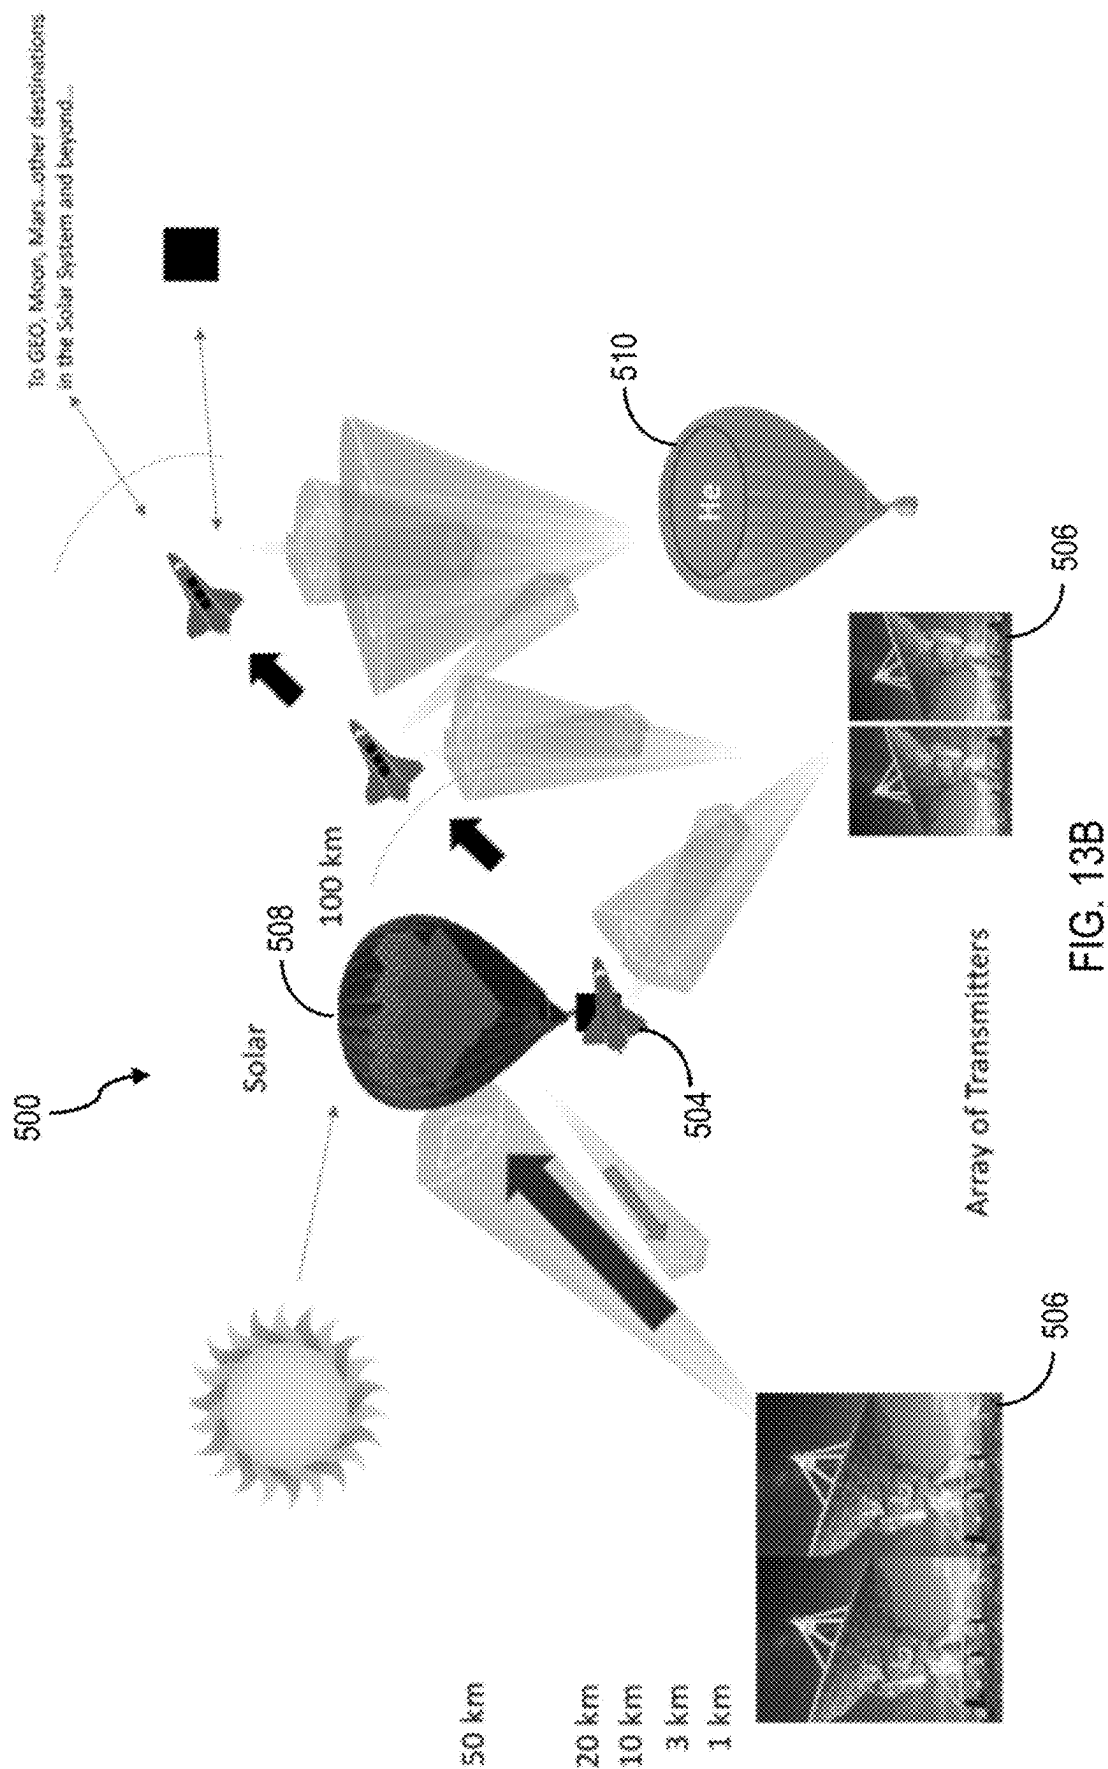 To GEO, Moon, Mars...other destinations
in the Solar System and beyond...
500
Solar
508
100 km
510
He
504
50 km
20 km
10 km
3 km
1 km
506
506
Array of Transmitters
FIG. 13B